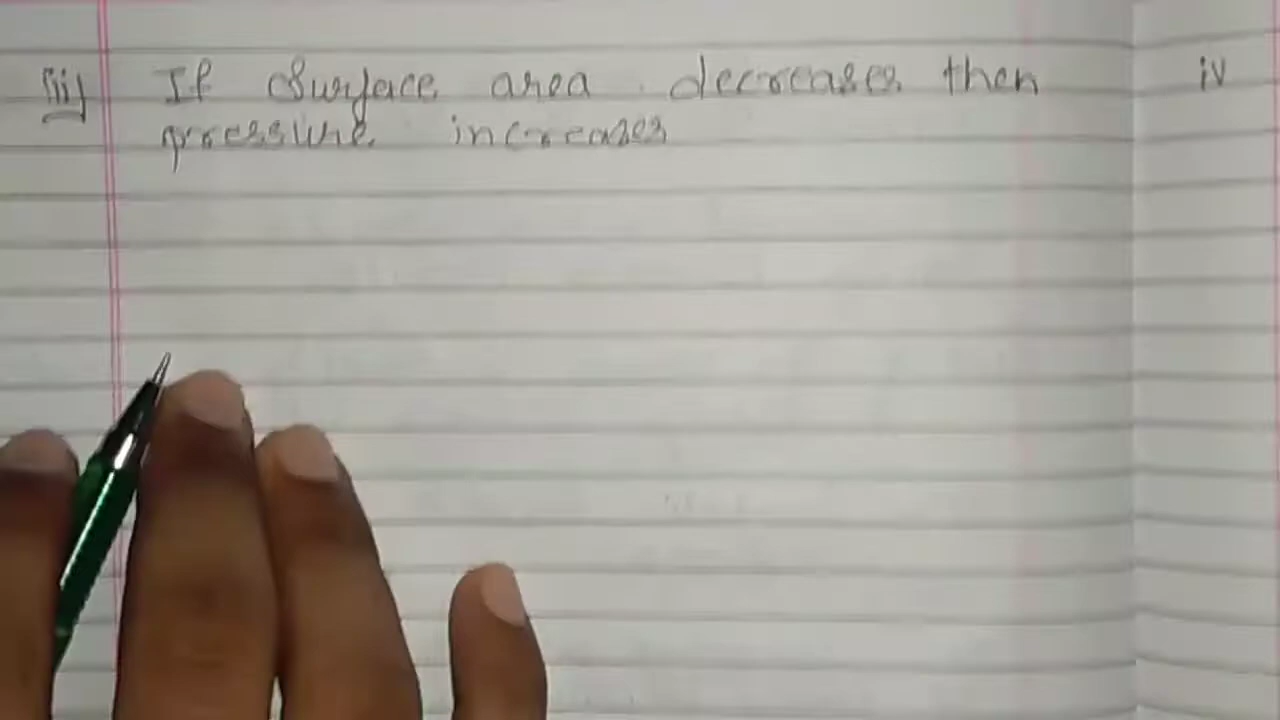 iii) If Surface area decreases then
pressure increases
iv